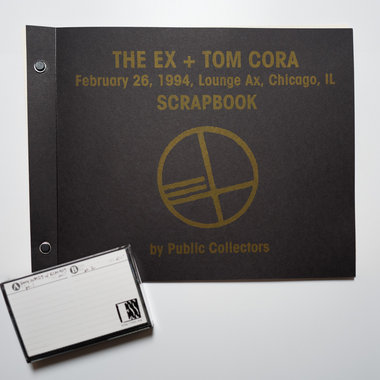 THE EX + TOM CORA
February 26, 1994, Lounge Ax, Chicago, IL
SCRAPBOOK
by Public Collectors
A
B